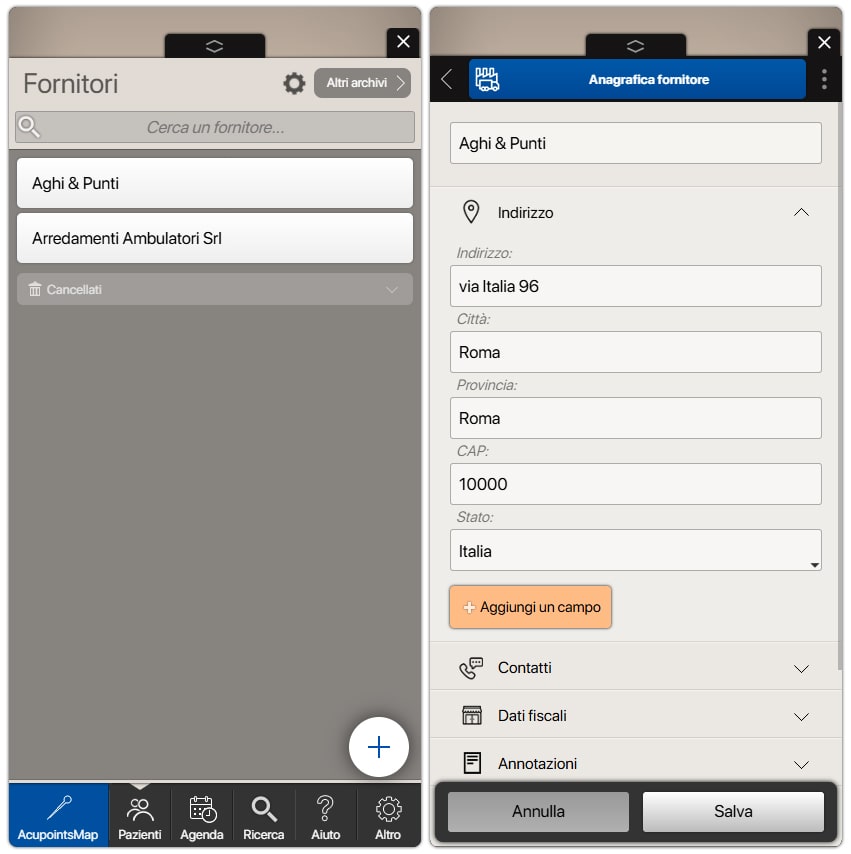 Fornitori
Altri archivi
Cerca un fornitore...
Aghi & Punti
Arredamenti Ambulatori Srl
Cancellati
AcupointsMap
Pazienti
Agenda
Ricerca
Aiuto
Altro
Anagrafica fornitore
Aghi & Punti
Indirizzo
Indirizzo:
via Italia 96
Città:
Roma
Provincia:
Roma
CAP:
10000
Stato:
Italia
+ Aggiungi un campo
Contatti
Dati fiscali
Annotazioni
Annulla
Salva